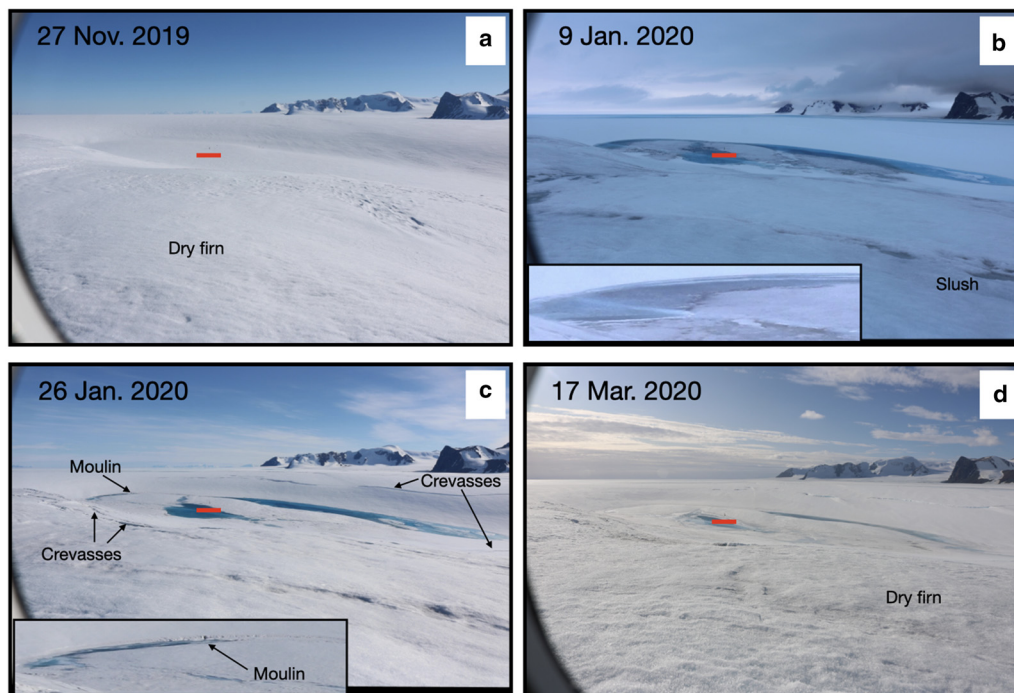 27 Nov. 2019
a
Dry firn
9 Jan. 2020
b
Slush
26 Jan. 2020
c
Moulin
Crevasses
Crevasses
Moulin
17 Mar. 2020
d
Dry firn